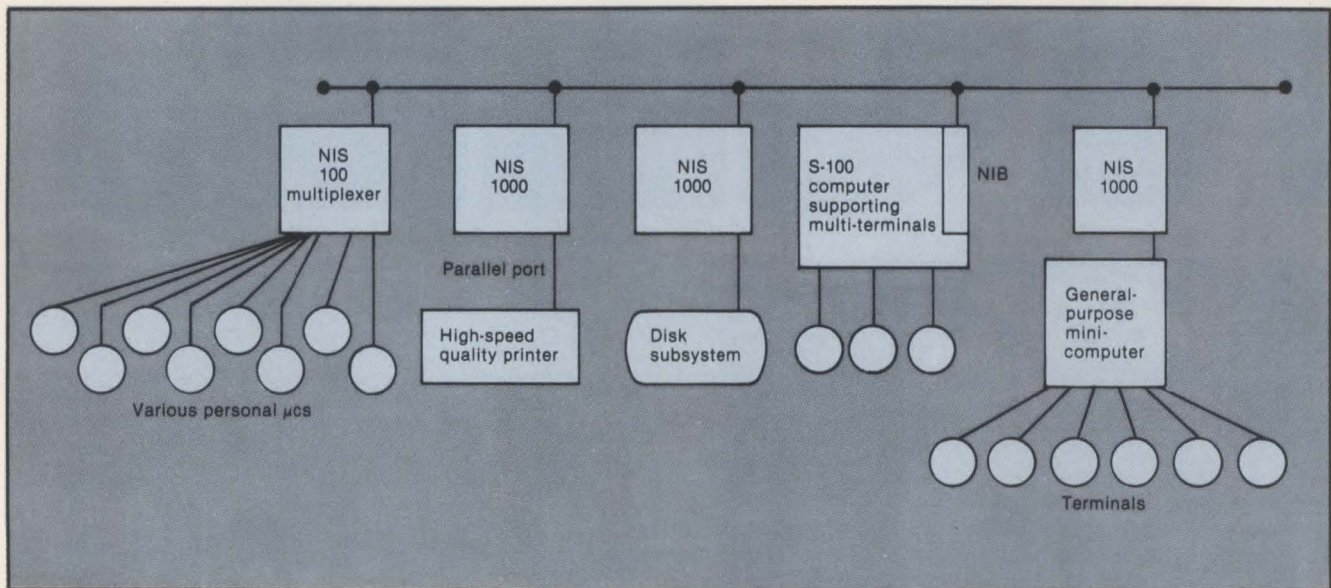 NIS
100
multiplexer
NIS
1000
NIS
1000
S-100
computer
supporting
multi-terminals
NIB
NIS
1000
Parallel port
High-speed
quality printer
Disk
subsystem
General-
purpose
mini-
computer
Various personal µcs
Terminals